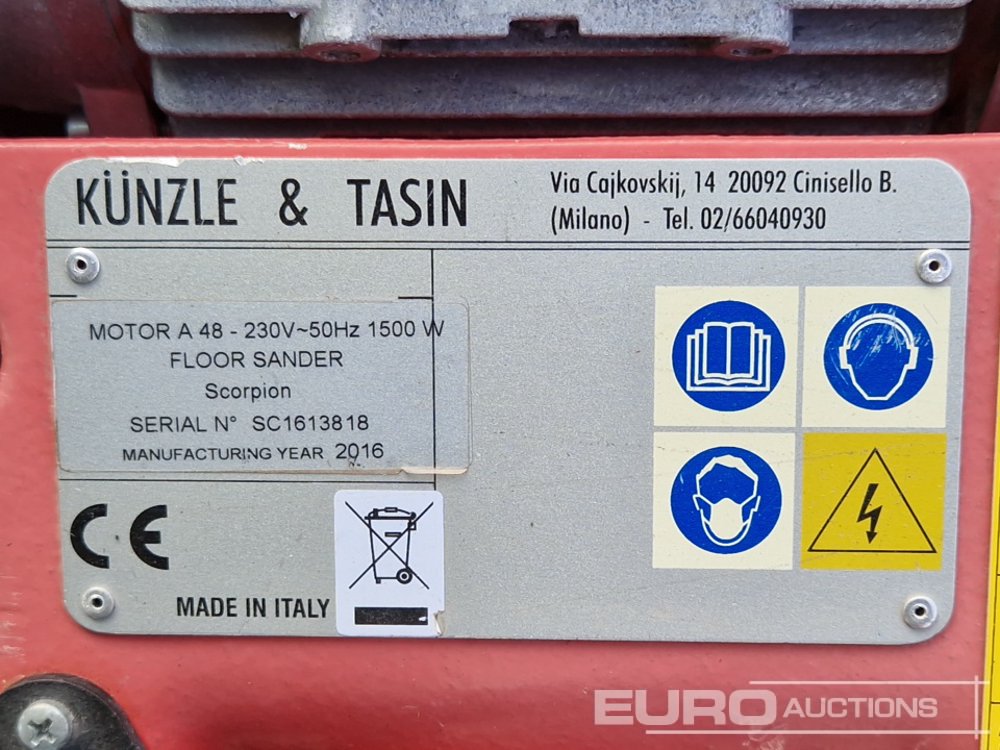 KÜNZLE & TASIN
Via Cajkovskij, 14 20092 Cinisello B.
(Milano) - Tel. 02/66040930
MOTOR A 48 - 230V~50Hz 1500 W
FLOOR SANDER
Scorpion
SERIAL N° SC1613818
MANUFACTURING YEAR 2016
CE
MADE IN ITALY
EURO AUCTIONS